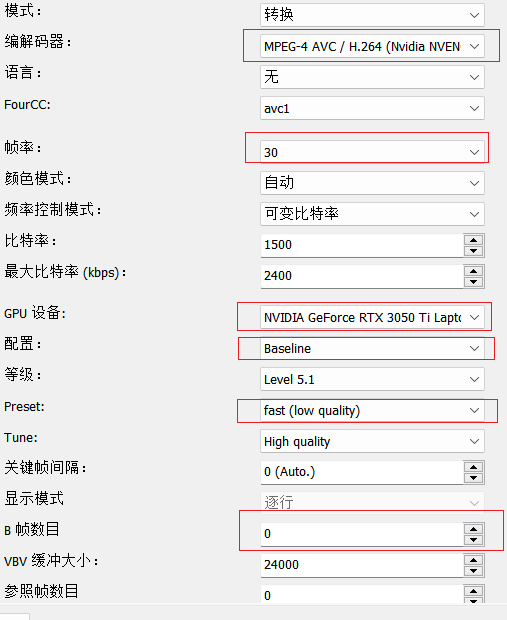 模式： 转换
编解码器： MPEG-4 AVC / H.264 (Nvidia NVEN
语言： 无
FourCC: avc1
帧率： 30
颜色模式： 自动
频率控制模式： 可变比特率
比特率： 1500
最大比特率 (kbps)： 2400
GPU 设备: NVIDIA GeForce RTX 3050 Ti Lapto
配置： Baseline
等级： Level 5.1
Preset: fast (low quality)
Tune: High quality
关键帧间隔： 0 (Auto.)
显示模式 逐行
B 帧数目 0
VBV 缓冲大小： 24000
参照帧数目 0